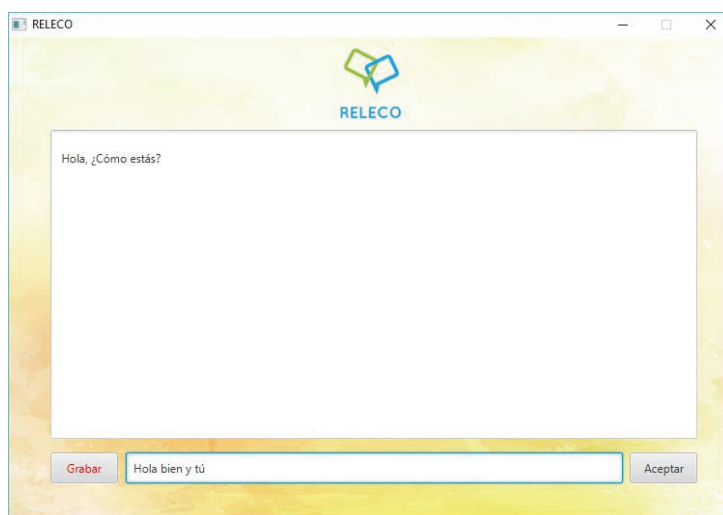 RELECO
RELECO
Hola, ¿Cómo estás?
Grabar
Hola bien y tú
Aceptar